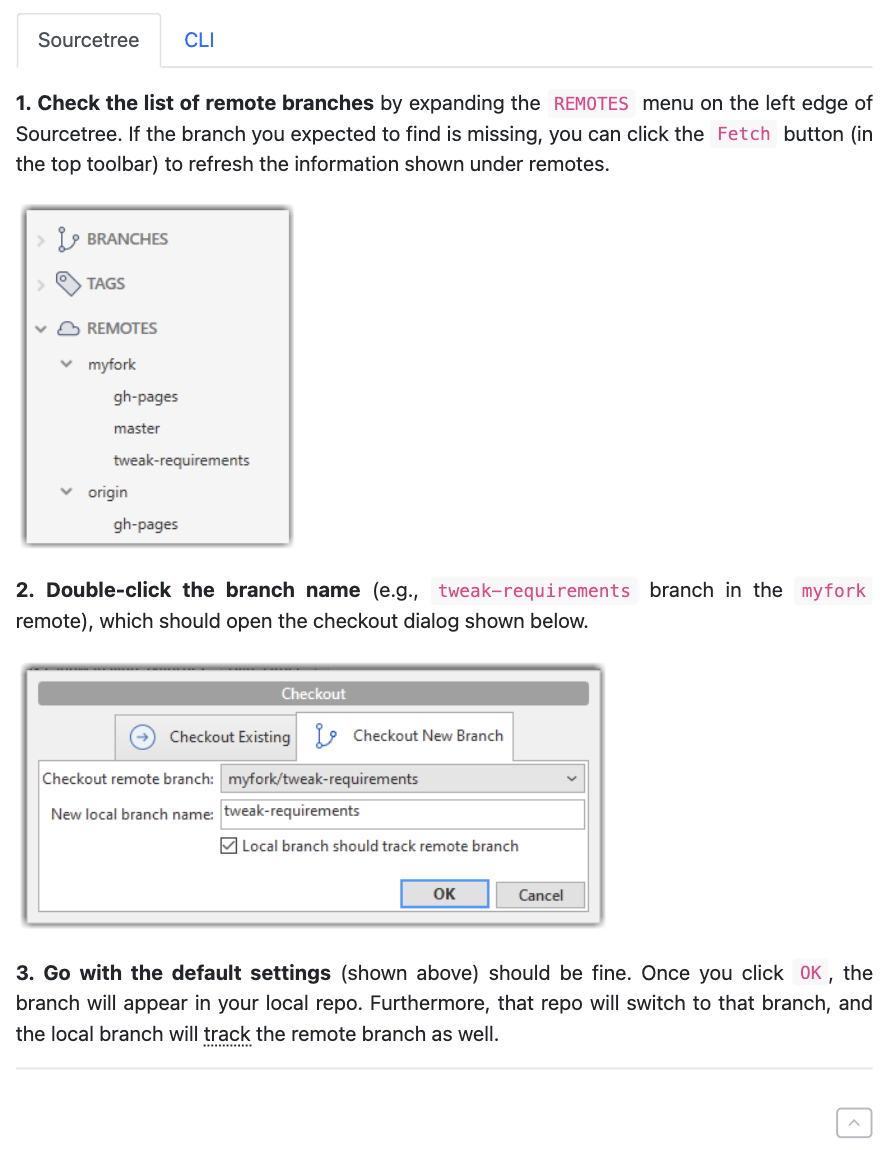 Sourcetree CLI
1. Check the list of remote branches by expanding the REMOTES menu on the left edge of
Sourcetree. If the branch you expected to find is missing, you can click the Fetch button (in
the top toolbar) to refresh the information shown under remotes.
BRANCHES
TAGS
REMOTES
myfork
gh-pages
master
tweak-requirements
origin
gh-pages
2. Double-click the branch name (e.g., tweak-requirements branch in the myfork
remote), which should open the checkout dialog shown below.
Checkout
Checkout Existing Checkout New Branch
Checkout remote branch: myfork/tweak-requirements
New local branch name: tweak-requirements
Local branch should track remote branch
OK Cancel
3. Go with the default settings (shown above) should be fine. Once you click OK, the
branch will appear in your local repo. Furthermore, that repo will switch to that branch, and
the local branch will track the remote branch as well.